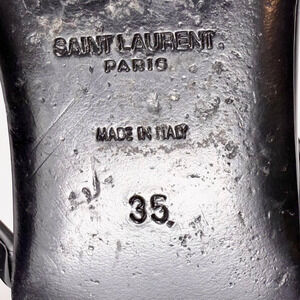 SAINT LAURENT
PARIS
MADE IN ITALY
35